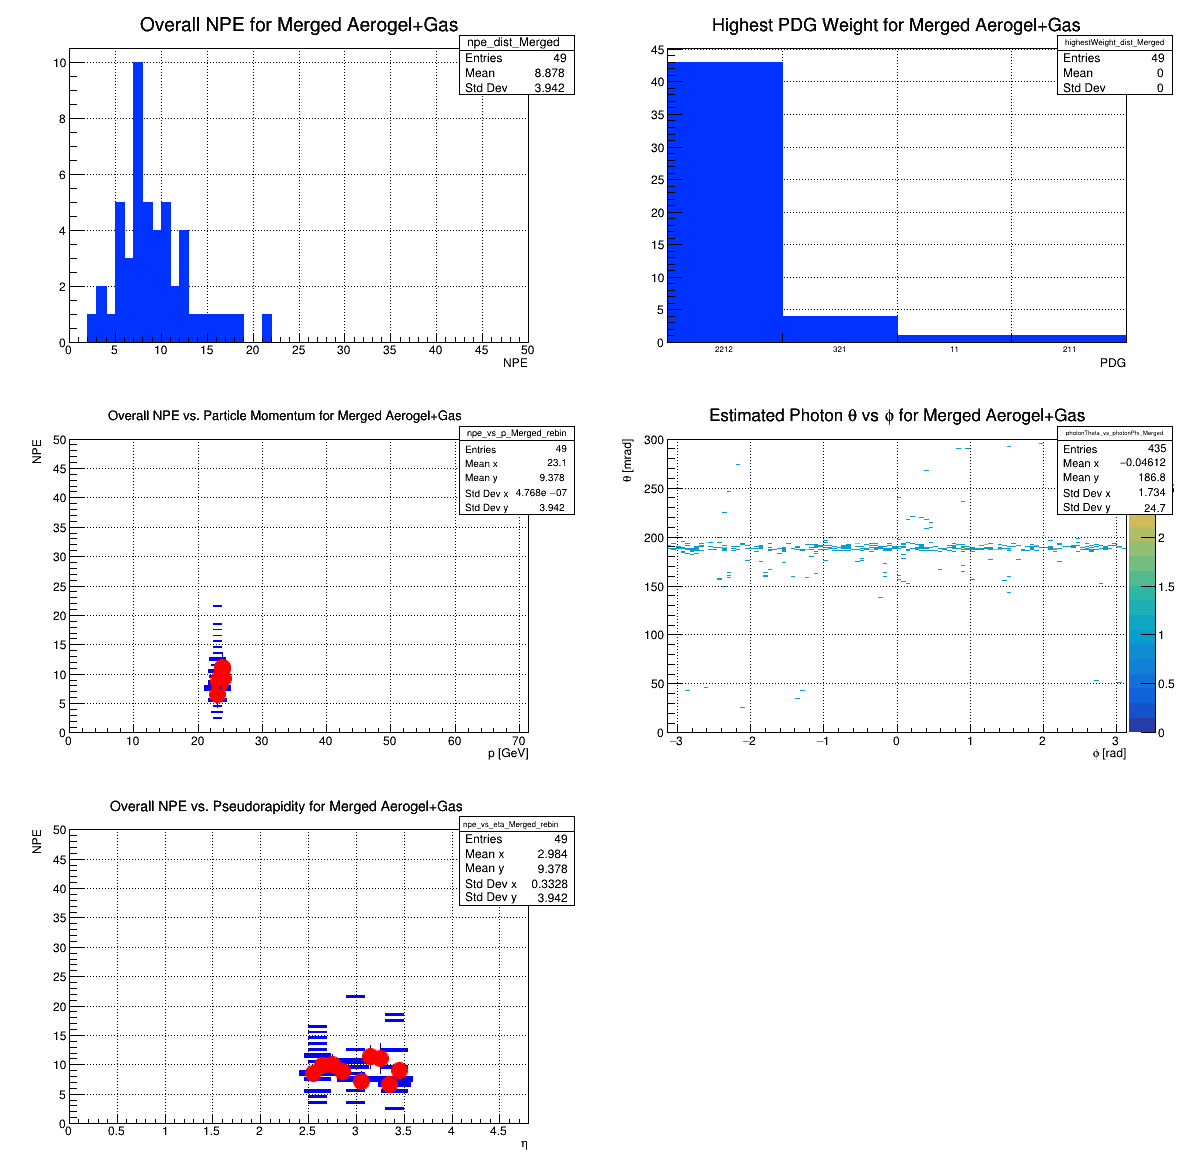 Overall NPE for Merged Aerogel+Gas
npe_dist_Merged
Entries 49
Mean 8.878
Std Dev 3.942
10
8
6
4
2
0
0 5 10 15 20 25 30 35 40 45 50
NPE
Highest PDG Weight for Merged Aerogel+Gas
highestWeight_dist_Merged
Entries 49
Mean 0
Std Dev 0
45
40
35
30
25
20
15
10
5
0
2212 321 11 211
PDG
Overall NPE vs. Particle Momentum for Merged Aerogel+Gas
npe_vs_p_Merged_rebin
Entries 49
Mean x 23.1
Mean y 9.378
Std Dev x 4.768e −07
Std Dev y 3.942
NPE
50
45
40
35
30
25
20
15
10
5
0
0 10 20 30 40 50 60 70
p [GeV]
Estimated Photon θ vs ϕ for Merged Aerogel+Gas
photonTheta_vs_photonPhi_Merged
Entries 435
Mean x −0.04612
Mean y 186.8
Std Dev x 1.734
Std Dev y 24.7
θ [mrad]
300
250
200
150
100
50
0
−3 −2 −1 0 1 2 3
ϕ [rad]
2
1.5
1
0.5
0
Overall NPE vs. Pseudorapidity for Merged Aerogel+Gas
npe_vs_eta_Merged_rebin
Entries 49
Mean x 2.984
Mean y 9.378
Std Dev x 0.3328
Std Dev y 3.942
NPE
50
45
40
35
30
25
20
15
10
5
0
0 0.5 1 1.5 2 2.5 3 3.5 4 4.5
η